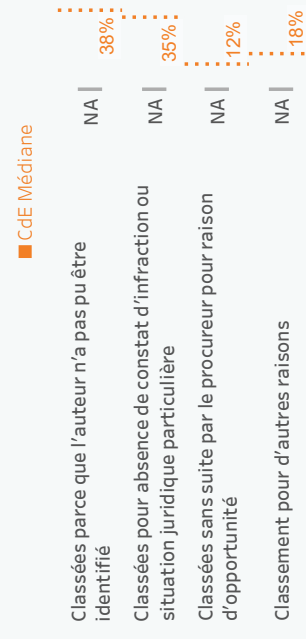 CdE Médiane
Classées parce que l’auteur n’a pas pu être
identifié
NA
38%
Classées pour absence de constat d’infraction ou
situation juridique particulière
NA
35%
Classées sans suite par le procureur pour raison
d’opportunité
NA
12%
Classement pour d’autres raisons
NA
18%